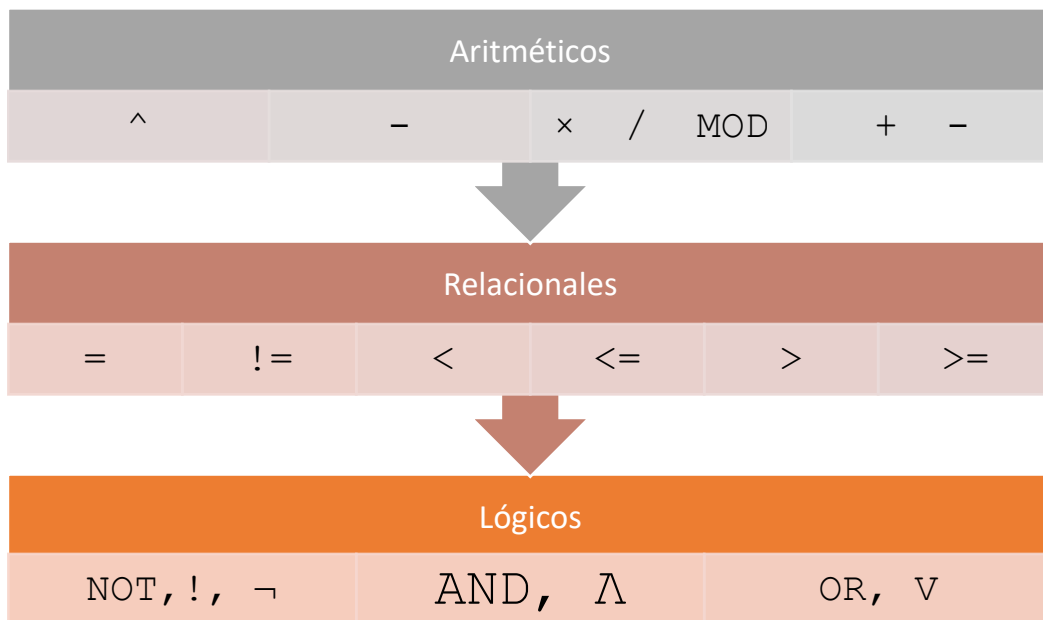 Aritméticos
^ - × / MOD + -
Relacionales
= != < <= > >=
Lógicos
NOT,!, ¬ AND, Λ OR, V